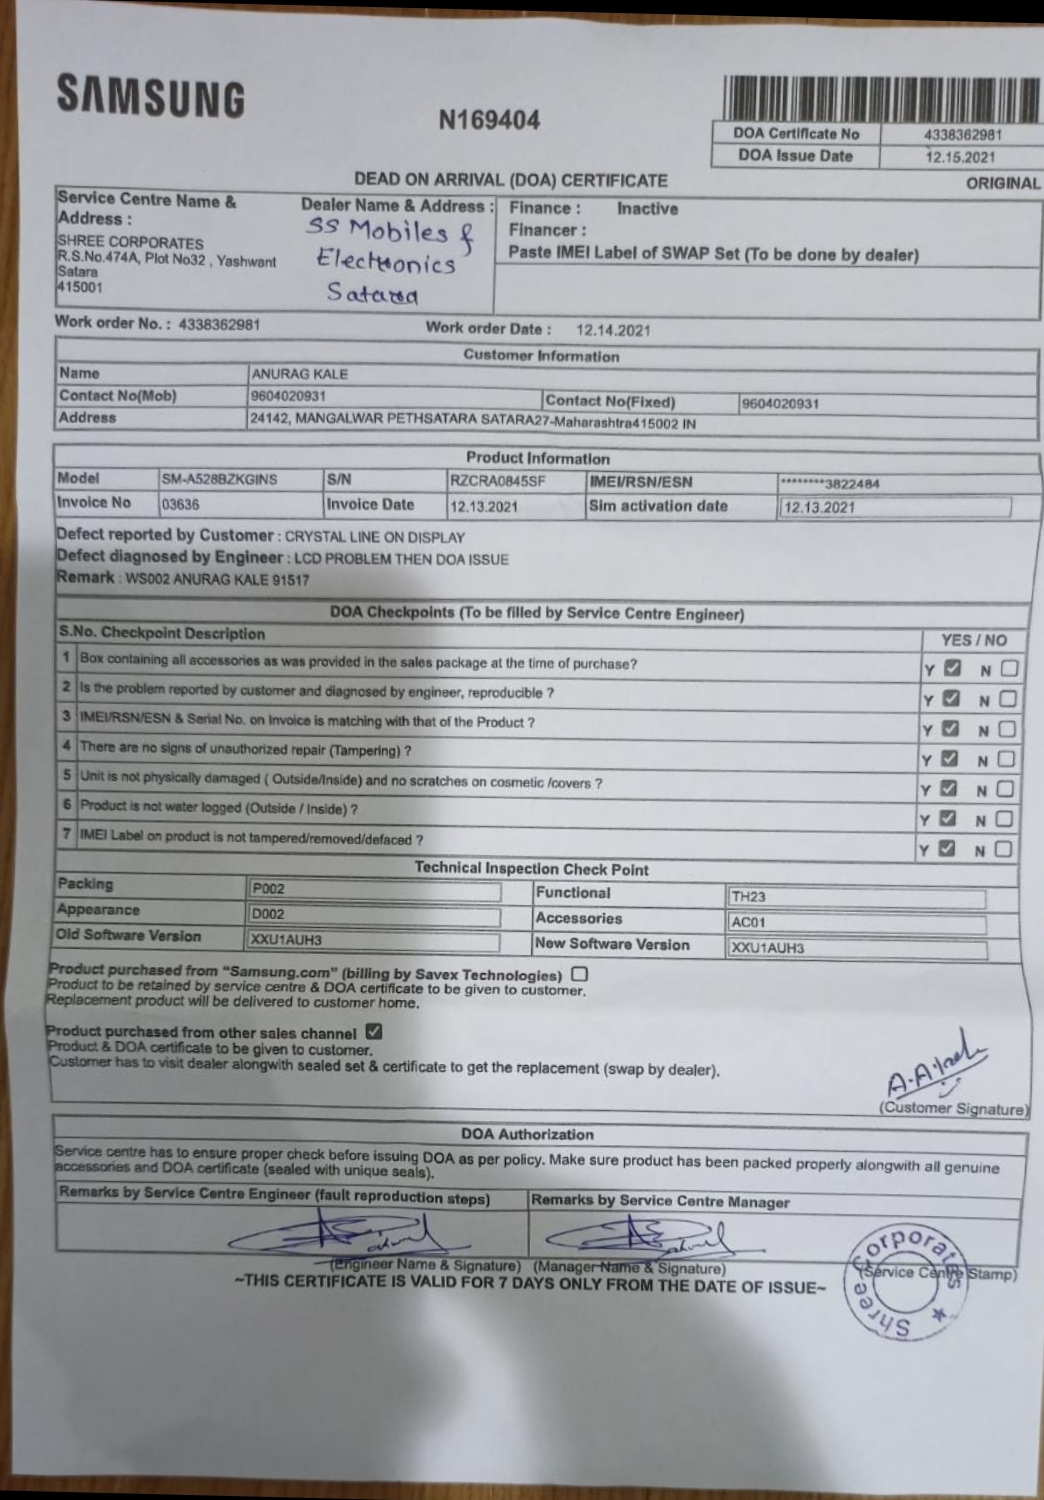 SAMSUNG
N169404
DOA Certificate No 4338362981
DOA Issue Date 12.15.2021
DEAD ON ARRIVAL (DOA) CERTIFICATE
ORIGINAL
Service Centre Name &
Address :
SHREE CORPORATES
R.S.No.474A, Plot No32 , Yashwant
Satara
415001
Dealer Name & Address :
SS Mobiles &
Electronics
Satara
Finance : Inactive
Financer :
Paste IMEI Label of SWAP Set (To be done by dealer)
Work order No. : 4338362981 Work order Date : 12.14.2021
Customer Information
Name ANURAG KALE
Contact No(Mob) 9604020931 Contact No(Fixed) 9604020931
Address 24142, MANGALWAR PETHSATARA SATARA27-Maharashtra415002 IN
Product Information
Model SM-A528BZKGINS S/N RZCRA0845SF IMEI/RSN/ESN ********3822484
Invoice No 03636 Invoice Date 12.13.2021 Sim activation date 12.13.2021
Defect reported by Customer : CRYSTAL LINE ON DISPLAY
Defect diagnosed by Engineer : LCD PROBLEM THEN DOA ISSUE
Remark : WS002 ANURAG KALE 91517
DOA Checkpoints (To be filled by Service Centre Engineer)
S.No. Checkpoint Description YES / NO
1 Box containing all accessories as was provided in the sales package at the time of purchase? Y N
2 Is the problem reported by customer and diagnosed by engineer, reproducible ? Y N
3 IMEI/RSN/ESN & Serial No. on Invoice is matching with that of the Product ? Y N
4 There are no signs of unauthorized repair (Tampering) ? Y N
5 Unit is not physically damaged ( Outside/Inside) and no scratches on cosmetic /covers ? Y N
6 Product is not water logged (Outside / Inside) ? Y N
7 IMEI Label on product is not tampered/removed/defaced ? Y N
Technical Inspection Check Point
Packing P002 Functional TH23
Appearance D002 Accessories AC01
Old Software Version XXU1AUH3 New Software Version XXU1AUH3
Product purchased from “Samsung.com” (billing by Savex Technologies)
Product to be retained by service centre & DOA certificate to be given to customer.
Replacement product will be delivered to customer home.
Product purchased from other sales channel
Product & DOA certificate to be given to customer.
Customer has to visit dealer alongwith sealed set & certificate to get the replacement (swap by dealer).
(Customer Signature)
DOA Authorization
Service centre has to ensure proper check before issuing DOA as per policy. Make sure product has been packed properly alongwith all genuine
accessories and DOA certificate (sealed with unique seals).
Remarks by Service Centre Engineer (fault reproduction steps) Remarks by Service Centre Manager
(Engineer Name & Signature) (Manager Name & Signature) (Service Centre Stamp)
Shree Corporates
~THIS CERTIFICATE IS VALID FOR 7 DAYS ONLY FROM THE DATE OF ISSUE~